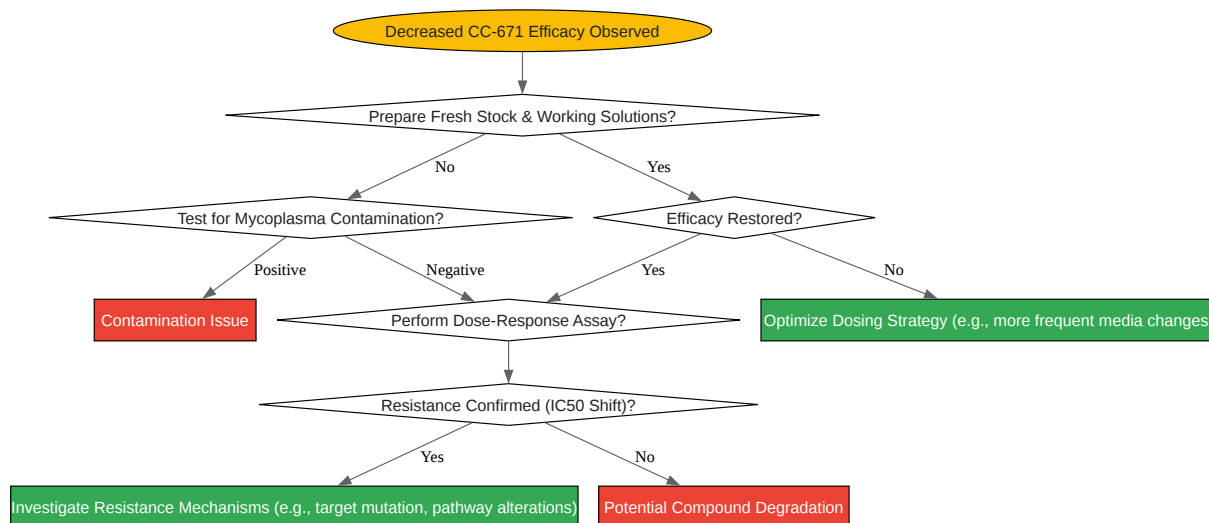 Decreased CC-671 Efficacy Observed
Prepare Fresh Stock & Working Solutions?
No
Yes
Test for Mycoplasma Contamination?
Efficacy Restored?
Positive
Negative
Yes
No
Contamination Issue
Perform Dose-Response Assay?
Optimize Dosing Strategy (e.g., more frequent media changes
Resistance Confirmed (IC50 Shift)?
Yes
No
Investigate Resistance Mechanisms (e.g., target mutation, pathway alterations)
Potential Compound Degradation